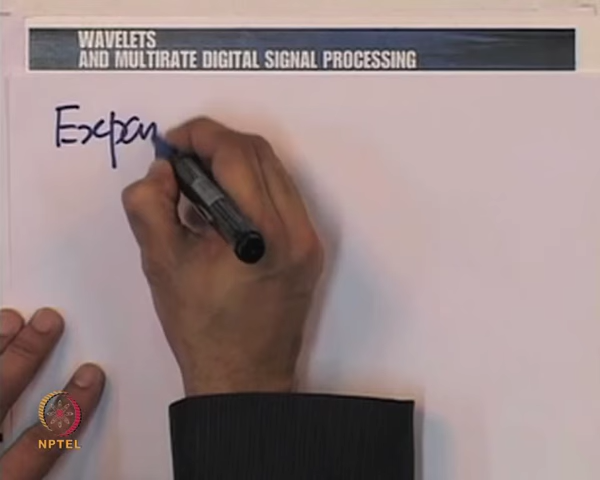 WAVELETS
AND MULTIRATE DIGITAL SIGNAL PROCESSING
Expan
NPTEL